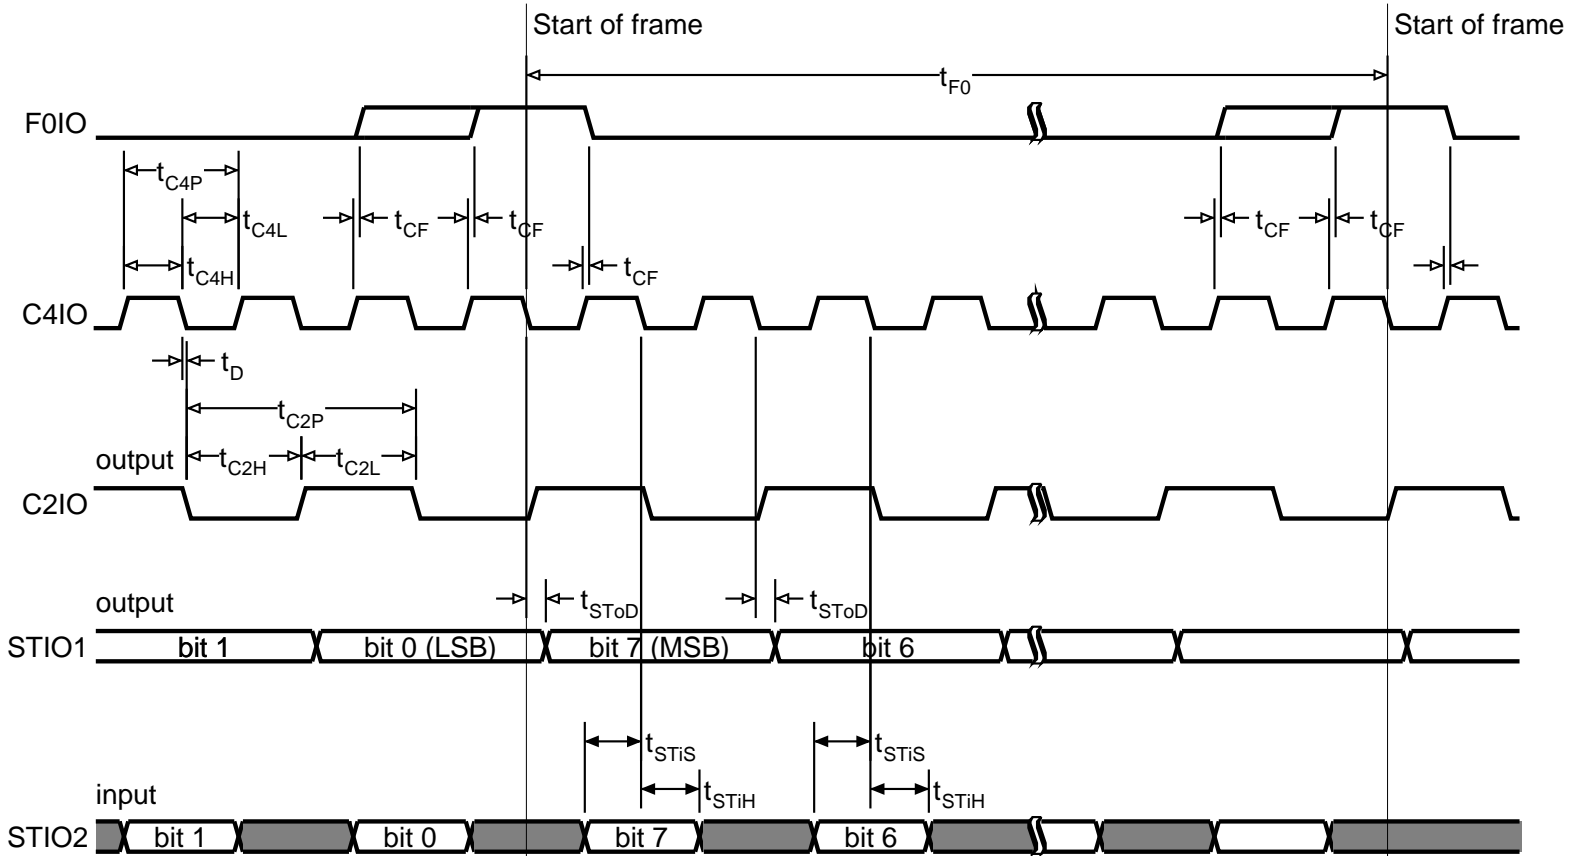 Start of frame
Start of frame
tF0
F0IO
tC4P
tC4L
tCF
tCF
tCF
tCF
tC4H
tCF
C4IO
tD
tC2P
output
tC2H
tC2L
C2IO
output
tSToD
tSToD
STIO1
bit 1
bit 0 (LSB)
bit 7 (MSB)
bit 6
tSTiS
tSTiS
input
tSTiH
tSTiH
STIO2
bit 1
bit 0
bit 7
bit 6